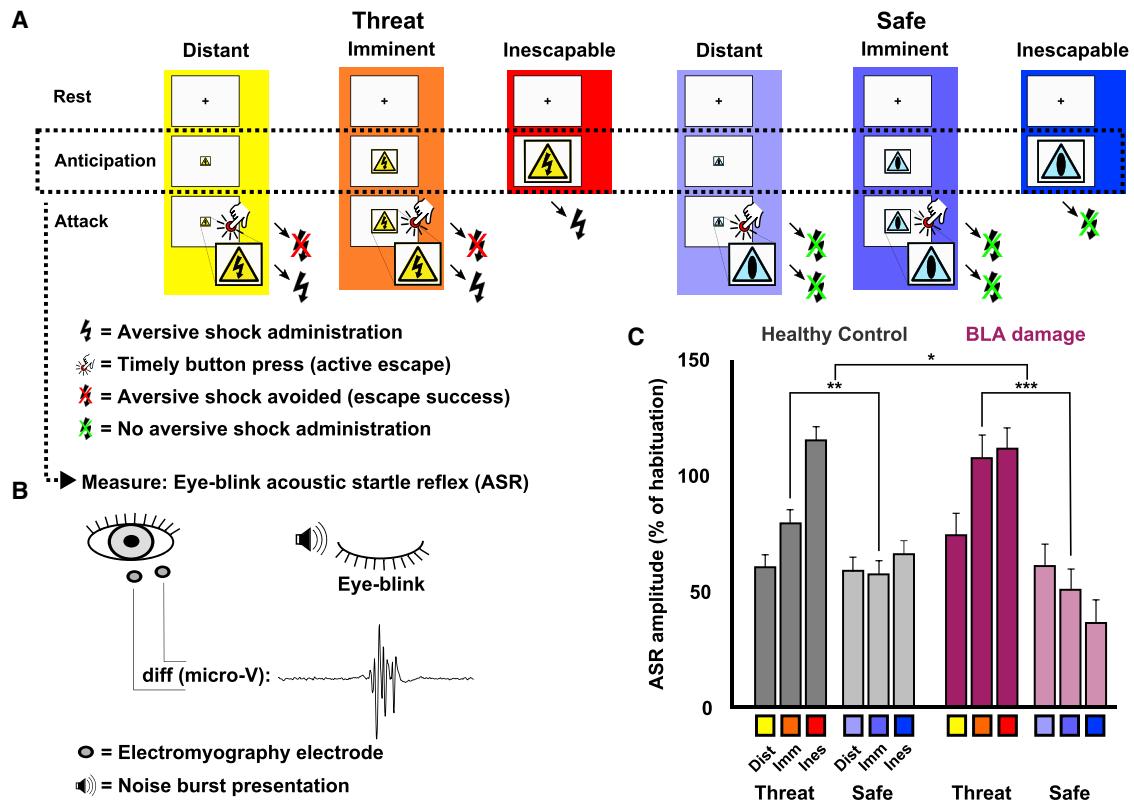 A
Threat
Safe
Distant
Imminent
Inescapable
Distant
Imminent
Inescapable
Rest
Anticipation
Attack
= Aversive shock administration
= Timely button press (active escape)
= Aversive shock avoided (escape success)
= No aversive shock administration
Measure: Eye-blink acoustic startle reflex (ASR)
B
Eye-blink
diff (micro-V):
= Electromyography electrode
= Noise burst presentation
C
Healthy Control
BLA damage
ASR amplitude (% of habituation)
150
100
50
0
*
**
***
Dist
Imm
Ines
Dist
Imm
Ines
Threat
Safe
Threat
Safe